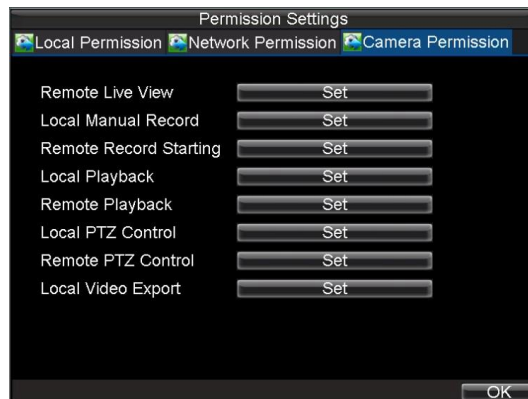 Permission Settings
Local Permission Network Permission Camera Permission
Remote Live View Set
Local Manual Record Set
Remote Record Starting Set
Local Playback Set
Remote Playback Set
Local PTZ Control Set
Remote PTZ Control Set
Local Video Export Set
OK